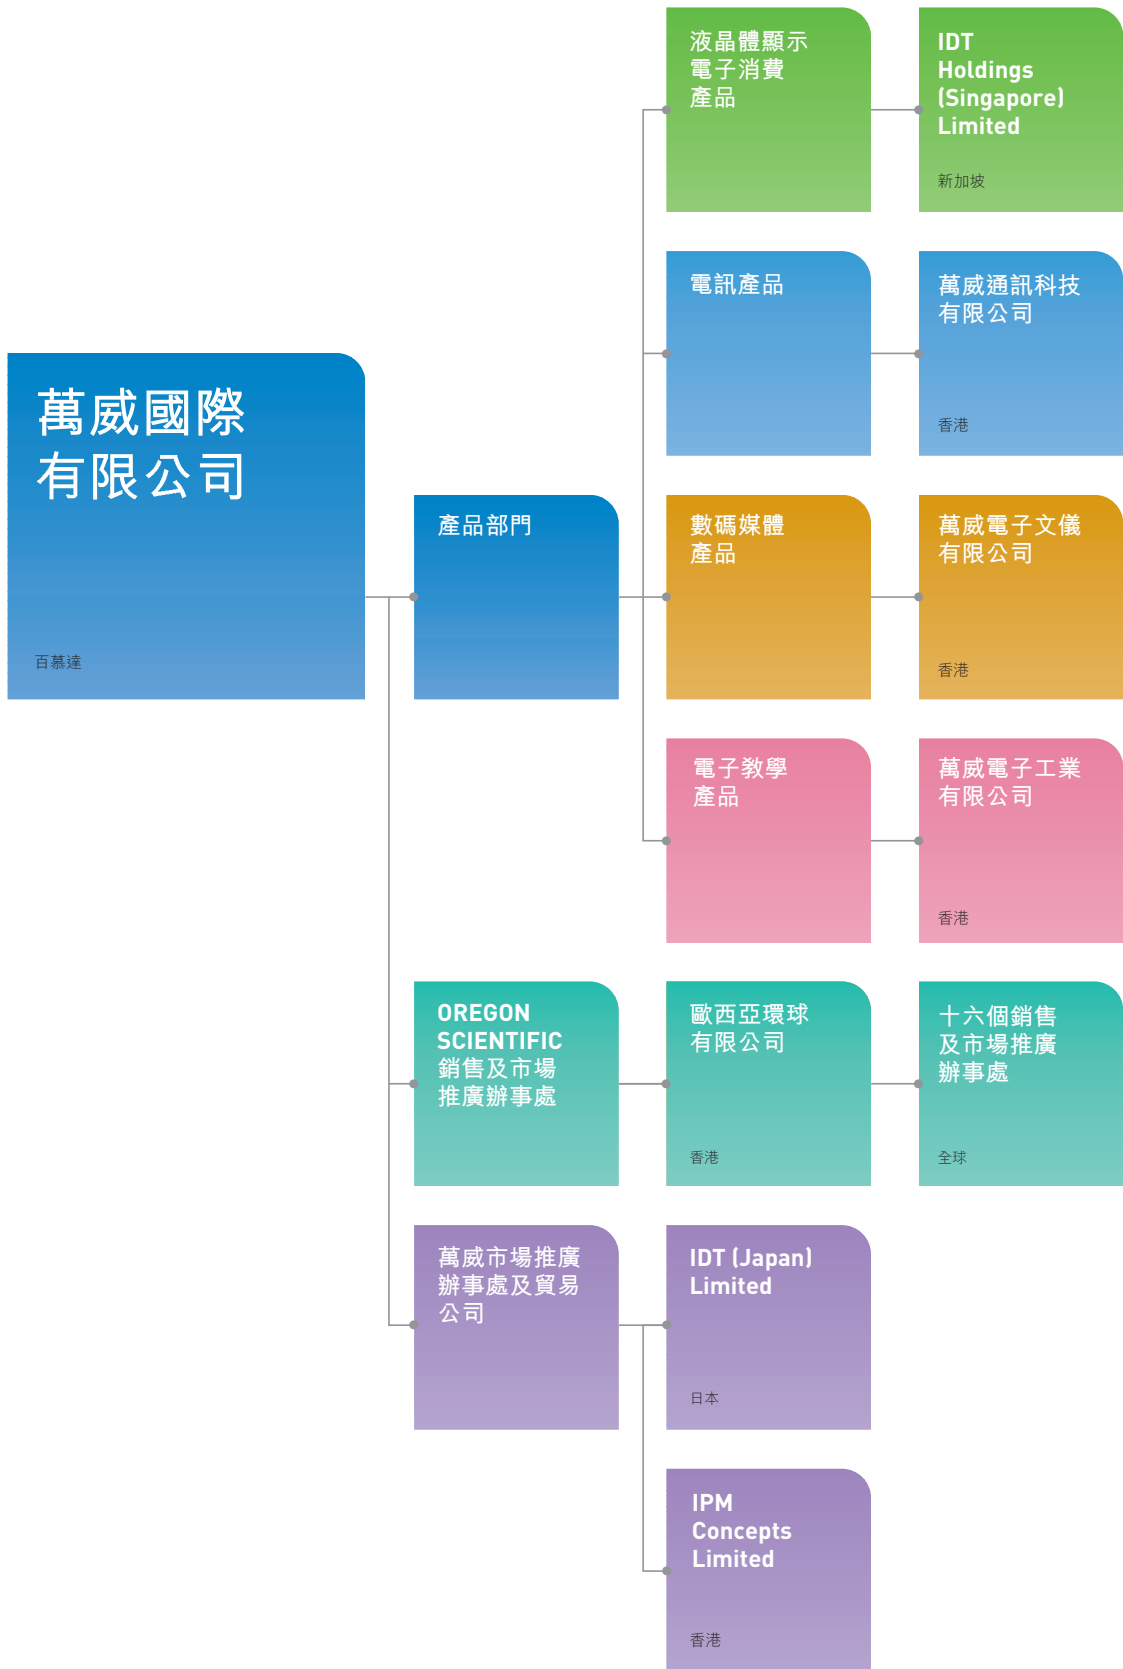 萬威國際
有限公司
百慕達
產品部門
液晶體顯示
電子消費
產品
IDT
Holdings
(Singapore)
Limited
新加坡
電訊產品
萬威通訊科技
有限公司
香港
數碼媒體
產品
萬威電子文儀
有限公司
香港
電子教學
產品
萬威電子工業
有限公司
香港
OREGON
SCIENTIFIC
銷售及市場
推廣辦事處
歐西亞環球
有限公司
香港
十六個銷售
及市場推廣
辦事處
全球
萬威市場推廣
辦事處及貿易
公司
IDT (Japan)
Limited
日本
IPM
Concepts
Limited
香港